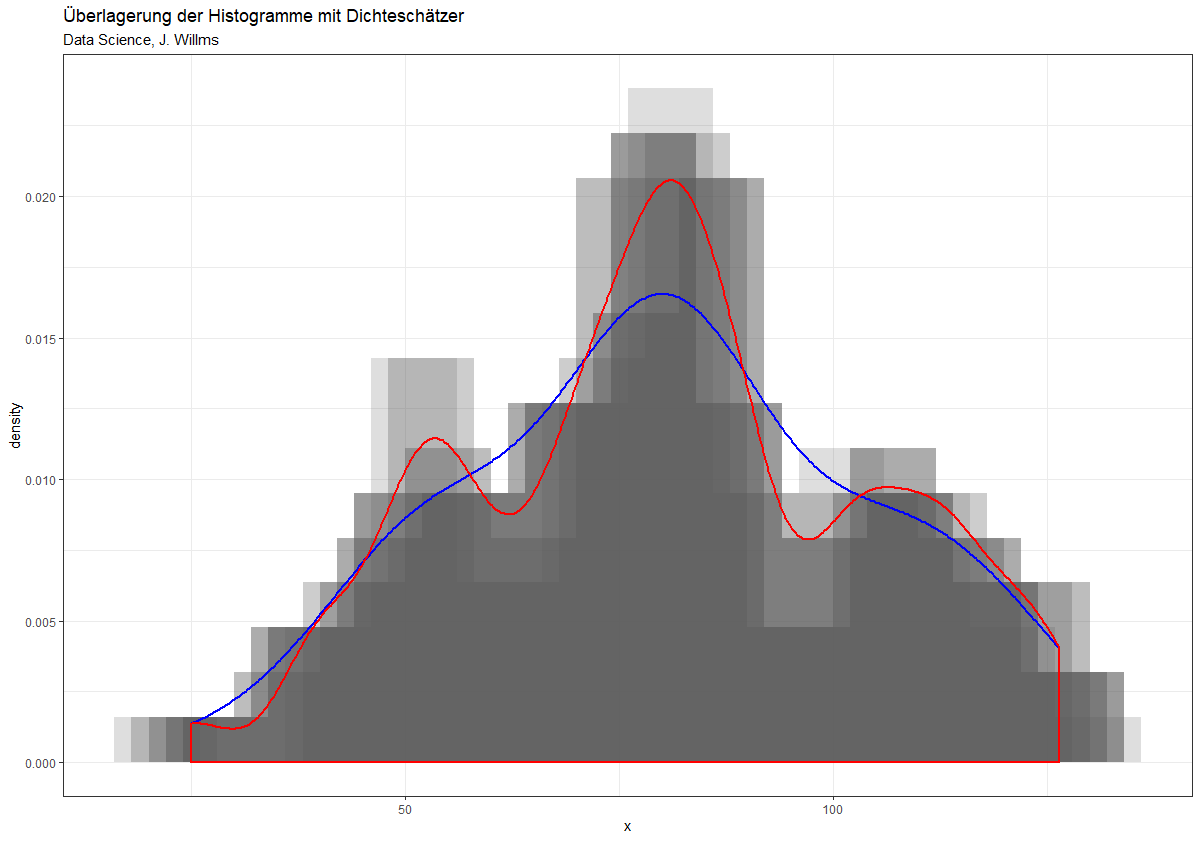 Überlagerung der Histogramme mit Dichteschätzer
Data Science, J. Willms
0.020
0.015
density
0.010
0.005
0.000
50
100
x